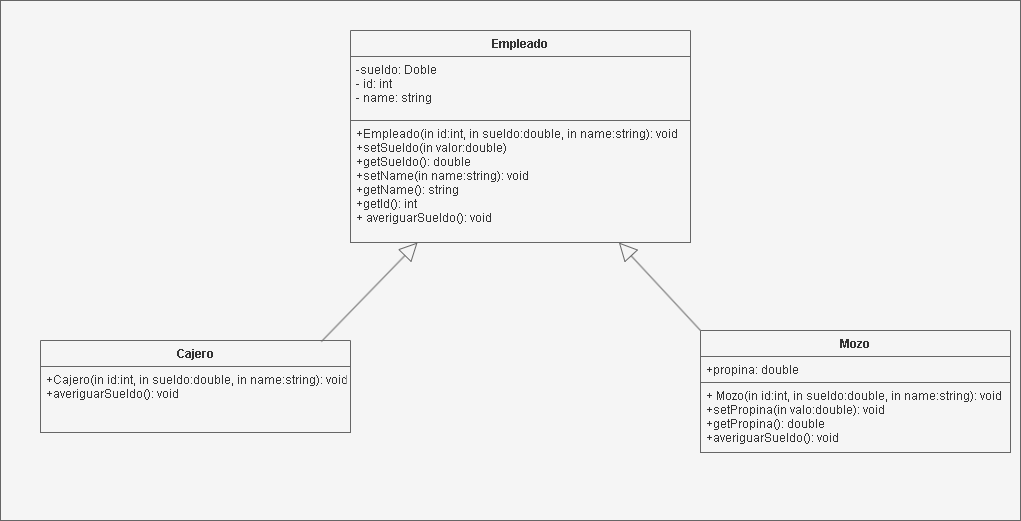 Empleado
-sueldo: Doble
- id: int
- name: string
+Empleado(in id:int, in sueldo:double, in name:string): void
+setSueldo(in valor:double)
+getSueldo(): double
+setName(in name:string): void
+getName(): string
+getId(): int
+ averiguarSueldo(): void
Cajero
+Cajero(in id:int, in sueldo:double, in name:string): void
+averiguarSueldo(): void
Mozo
+propina: double
+ Mozo(in id:int, in sueldo:double, in name:string): void
+setPropina(in valo:double): void
+getPropina(): double
+averiguarSueldo(): void